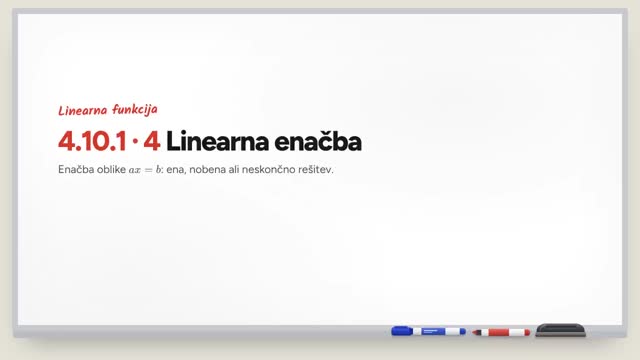 Linearna funkcija
4.10.1 · 4 Linearna enačba
Enačba oblike ax = b: ena, nobena ali neskončno rešitev.